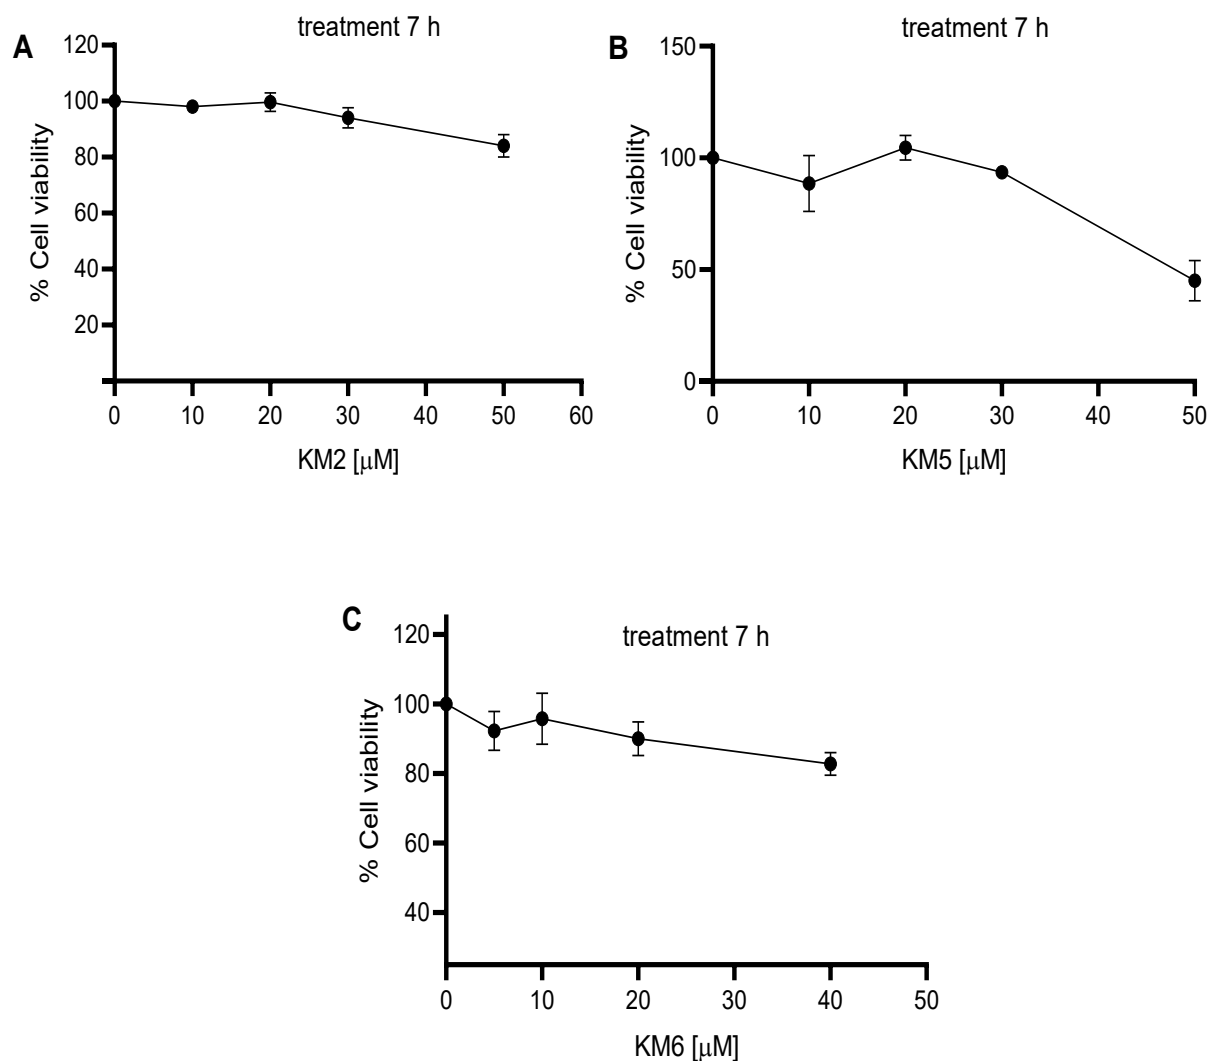 A
treatment 7 h
120
100
80
60
40
20
% Cell viability
0 10 20 30 40 50 60
KM2 [μM]
B
treatment 7 h
150
100
50
0
% Cell viability
0 10 20 30 40 50
KM5 [μM]
C
treatment 7 h
120
100
80
60
40
% Cell viability
0 10 20 30 40 50
KM6 [μM]